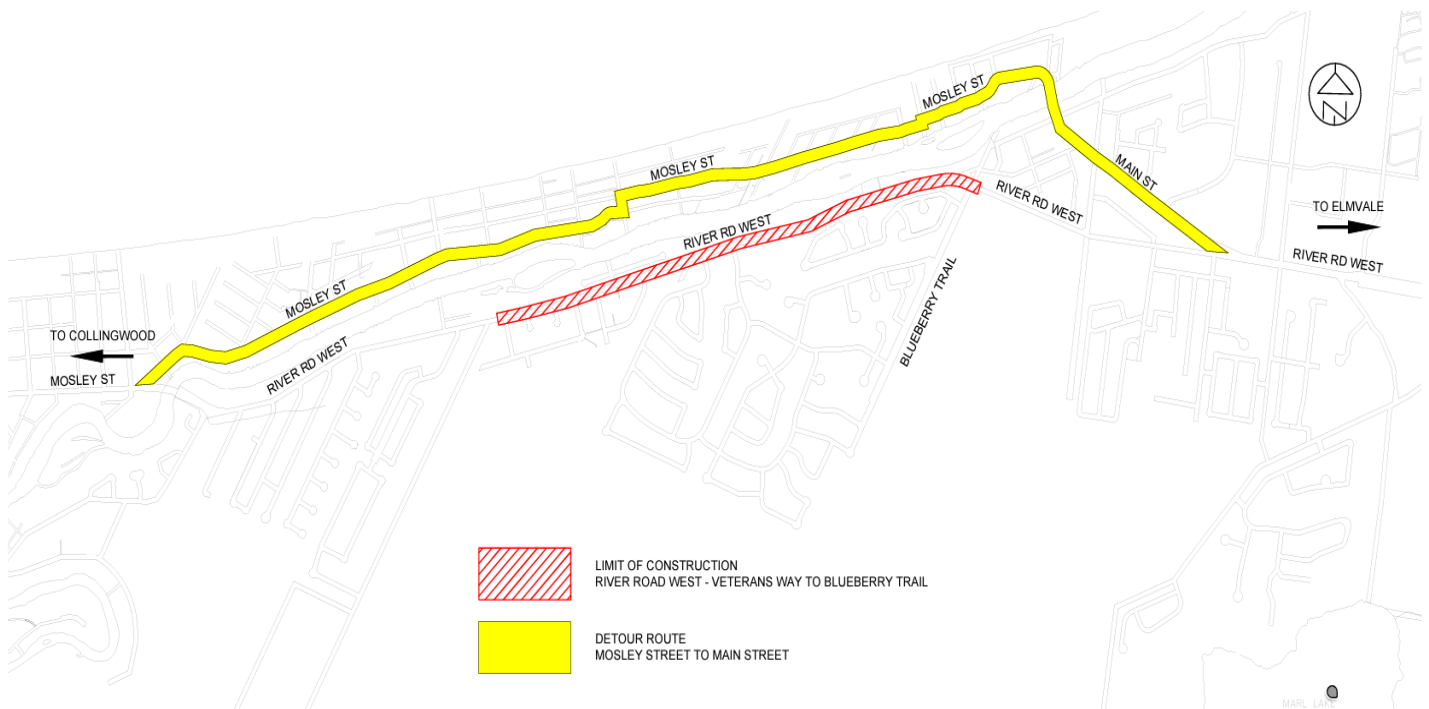 MOSLEY ST
N
MAIN ST
MOSLEY ST
RIVER RD WEST
TO ELMVALE
RIVER RD WEST
RIVER RD WEST
MOSLEY ST
BLUEBERRY TRAIL
TO COLLINGWOOD
MOSLEY ST
RIVER RD WEST
LIMIT OF CONSTRUCTION
RIVER ROAD WEST - VETERANS WAY TO BLUEBERRY TRAIL
DETOUR ROUTE
MOSLEY STREET TO MAIN STREET
MARL LAKE